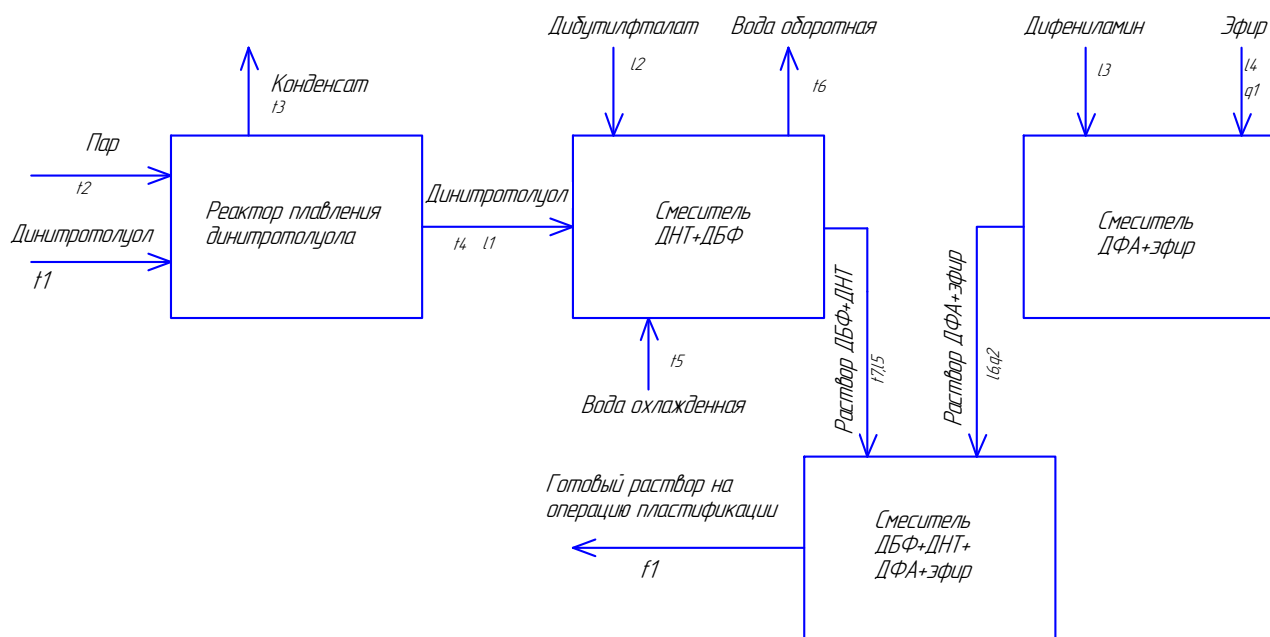 Дибутилфталат
l2
Вода оборотная
t6
Дифениламин
l3
Эфир
l4
q1
Конденсат
t3
Пар
t2
Динитротолуол
t1
Реактор плавления
динитротолуола
Динитротолуол
t4 l1
Смеситель
ДНТ+ДБФ
Смеситель
ДФА+эфир
t5
Вода охлажденная
Раствор ДБФ+ДНТ
t7,l5
Раствор ДФА+эфир
l6,q2
Готовый раствор на
операцию пластификации
f1
Смеситель
ДБФ+ДНТ+
ДФА+эфир